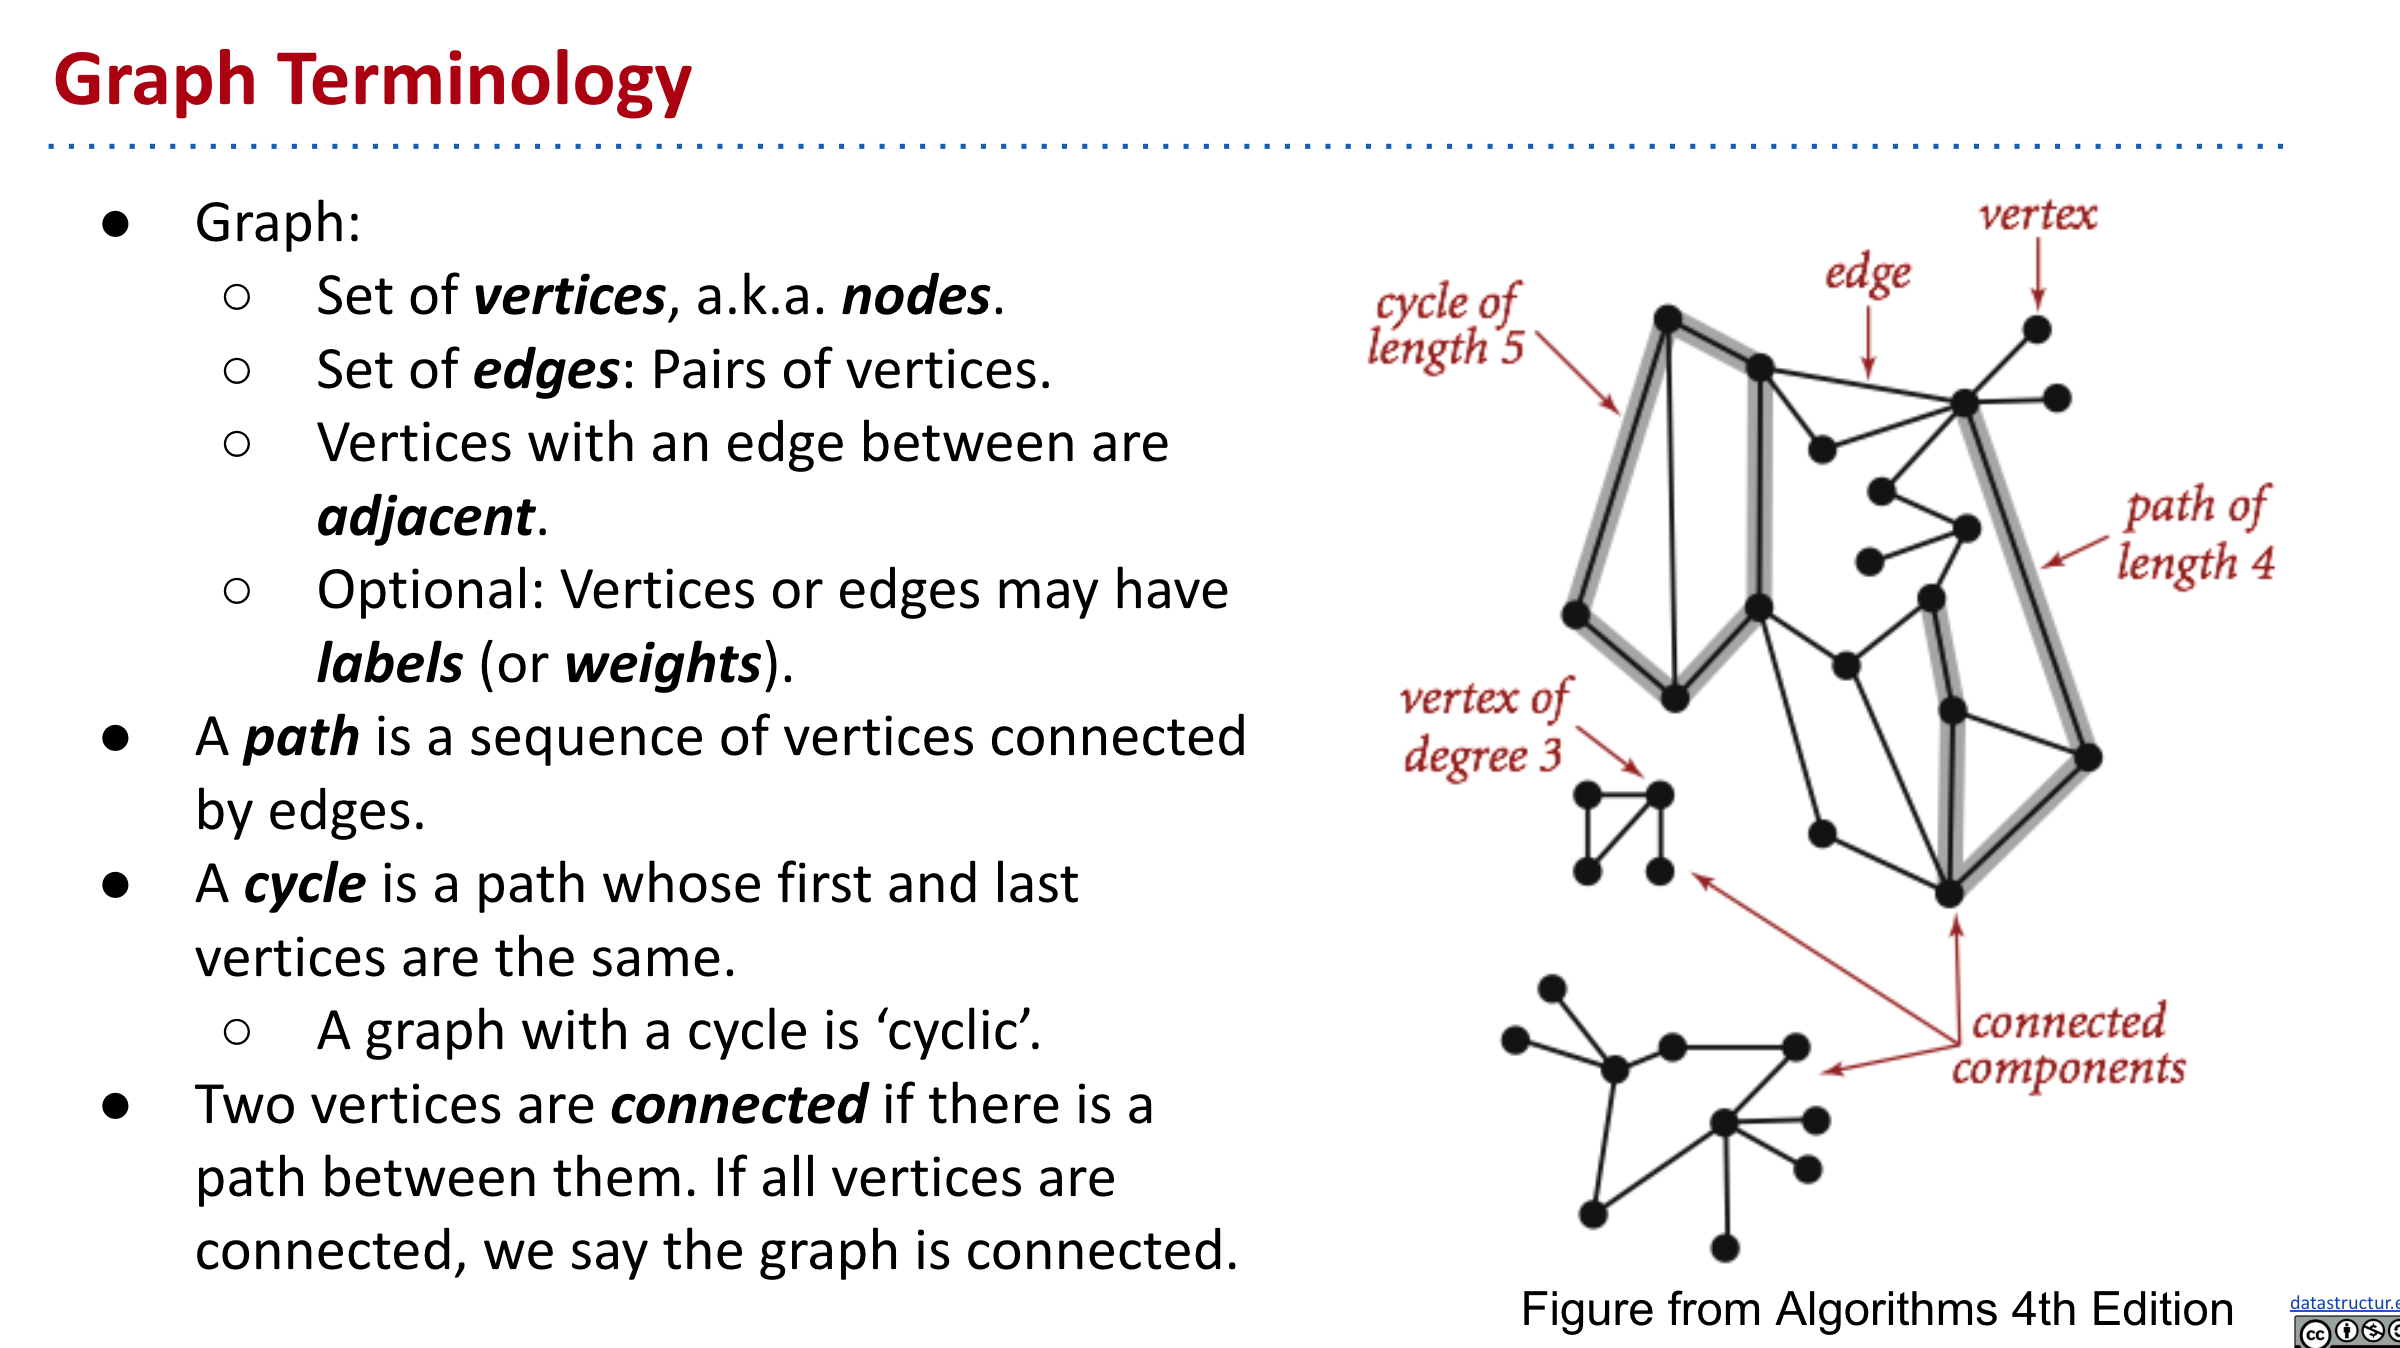 Graph Terminology
● Graph:
○ Set of vertices, a.k.a. nodes.
○ Set of edges: Pairs of vertices.
○ Vertices with an edge between are
adjacent.
○ Optional: Vertices or edges may have
labels (or weights).
● A path is a sequence of vertices connected
by edges.
● A cycle is a path whose first and last
vertices are the same.
○ A graph with a cycle is ‘cyclic’.
● Two vertices are connected if there is a
path between them. If all vertices are
connected, we say the graph is connected.
vertex
edge
cycle of
length 5
path of
length 4
vertex of
degree 3
connected
components
Figure from Algorithms 4th Edition
datastructur.e
cc